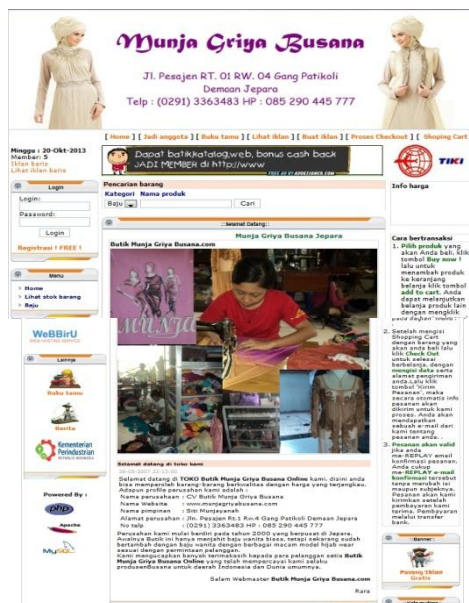 Munja Griya Busana
Jl. Pesajen RT. 01 RW. 04 Gang Patikoli
Demaan Jepara
Telp : (0291) 3363483 HP : 085 290 445 777
[ Home ] [ Jadi anggota ] [ Buku tamu ] [ Lihat iklan ] [ Buat Iklan ] [ Proses Checkout ] [ Shoping Cart
Minggu : 20-Okt-2013
Member: 5
Iklan baris
Lihat iklan baris
Dapat batik,katalog,web, bonus cash back
JADI MEMBER di http://www
TIKI
Login
Login:
Password:
Login
Registrasi ! FREE !
Menu
Home
Lihat stok barang
Baju
WeBBirU
Lainnya
Buku tamu
Berita
Kementerian
Perindustrian
REPUBLIK INDONESIA
Powered By :
php
Apache
MySQL
Pencarian barang
Kategori Nama produk
Baju
Cari
::Selamat Datang::
Munja Griya Busana Jepara
Butik Munja Griya Busana.com
MUNJA
Selamat datang di toko kami
Selamat datang di TOKO Butik Munja Griya Busana Online kami, disini anda
bisa memperoleh barang-barang berkwalitas dengan harga yang terjangkau.
Adapun profile perusahaan kami adalah :
Nama perusahaan : CV Butik Munja Griya Busana
Nama Website : www.munjagriyabusana.com
Nama pimpinan : Siti Munjayanah
Alamat perusahaan : Jln. Pesajen Rt.1 Rw.4 Gang Patikoli Demaan Jepara
No telp : (0291) 3363483 HP : 085 290 445 777
Perusahan kami mulai berdiri pada tahun 2000 yang berpusat di Jepara.
Awalnya Butik ini hanya menjahit baju wanita biasa, tetapi sekarang sudah
bertambah dengan baju wanita dengan berbagai macam model hijab near
sesuai dengan permintaan pelanggan.
Kami mengucapkan banyak terimakasih kepada para pelanggan setia Butik
Munja Griya Busana Online yang telah mempercayai kami selaku
produsenBusana untuk daerah Indonesia dan Dunia umumnya.
Salam Webmaster Butik Munja Griya Busana.com
Rara
Info harga
Cara bertransaksi
1. Pilih produk yang
akan Anda beli, klik
tombol Buy now !
lalu untuk
menambah produk
ke keranjang
belanja klik tombol
add to cart. Anda
dapat melanjutkan
belanja produk lain
dengan mengklik
2. Setelah mengisi
Shopping Cart
dengan barang yang
akan anda beli lalu
klik Check Out
untuk selesai
berbelanja, dengan
mengisi data serta
alamat pengiriman
anda.Lalu klik
tombol 'Kirim
Pesanan', maka
secara otomatis info
pesanan akan
dikirim untuk kami
proses. Anda akan
mendapatkan
sebuah e-mail dari
kami tentang
pesanan anda. .
3. Pesanan akan valid
jika anda
me-REPLAY email
konfirmasi pesanan.
Anda cukup
me-REPLAY e-mail
konfirmasi tersebut
tanpa merubah isi
maupun subjeknya.
Pesanan akan kami
kirimkan setelah
pembayaran kami
terima. Pembayaran
melalui transfer
bank.
::Banner::
Pasang Iklan
Gratis